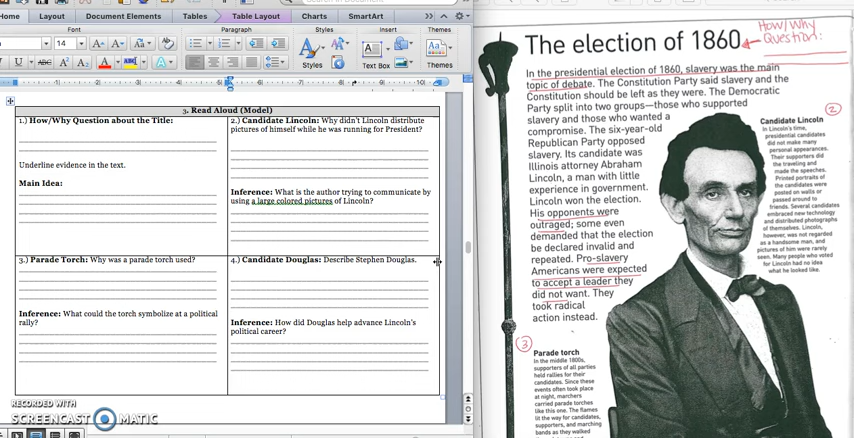 Search in Document
Home
Layout
Document Elements
Tables
Table Layout
Charts
SmartArt
Font
Paragraph
Styles
Insert
Themes
14
Styles
Text Box
Themes
3. Read Aloud (Model)
1.) How/Why Question about the Title:
Underline evidence in the text.
Main Idea:
2.) Candidate Lincoln: Why didn't Lincoln distribute
pictures of himself while he was running for President?
Inference: What is the author trying to communicate by
using a large colored pictures of Lincoln?
3.) Parade Torch: Why was a parade torch used?
Inference: What could the torch symbolize at a political
rally?
4.) Candidate Douglas: Describe Stephen Douglas.
Inference: How did Douglas help advance Lincoln's
political career?
RECORDED WITH
SCREENCAST MATIC
The election of 1860
How/Why
Question:
In the presidential election of 1860, slavery was the main
topic of debate. The Constitution Party said slavery and the
Constitution should be left as they were. The Democratic
Party split into two groups—those who supported
slavery and those who wanted a
compromise. The six-year-old
Republican Party opposed
slavery. Its candidate was
Illinois attorney Abraham
Lincoln, a man with little
experience in government.
Lincoln won the election.
His opponents were
outraged; some even
demanded that the election
be declared invalid and
repeated. Pro-slavery
Americans were expected
to accept a leader they
did not want. They
took radical
action instead.
2
Candidate Lincoln
In Lincoln's time,
presidential candidates
did not make many
personal appearances.
Their supporters did
the traveling and
made the speeches.
Printed portraits of
the candidates were
posted on walls or
passed around to
friends. Several candidates
embraced new technology
and distributed photographs
of themselves. Lincoln,
however, was not regarded
as a handsome man, and
pictures of him were rarely
seen. Many people who voted
for Lincoln had no idea
what he looked like.
3
Parade torch
In the middle 1800s,
supporters of all parties
held rallies for their
candidates. Since these
events often took place
at night, marchers
carried parade torches
like this one. The flames
lit the way for candidates,
supporters, and marching
bands as they walked